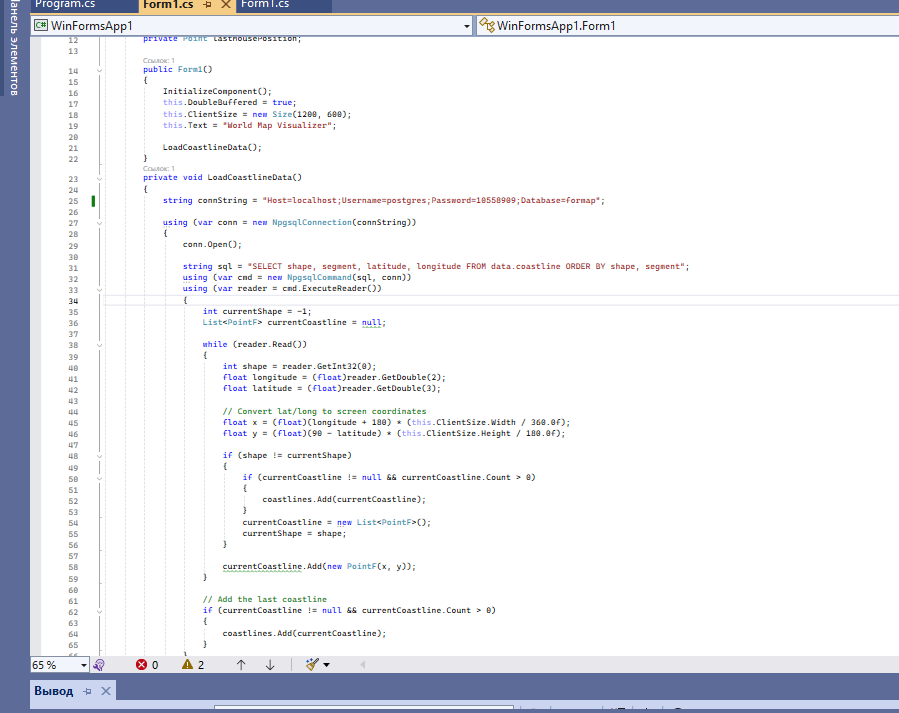 Program.cs
Form1.cs
Form1.cs
анель элементов
C# WinFormsApp1
WinFormsApp1.Form1
12 private Point lastMousePosition;
13
Ссылок: 1
14 public Form1()
15 {
16 InitializeComponent();
17 this.DoubleBuffered = true;
18 this.ClientSize = new Size(1200, 600);
19 this.Text = "World Map Visualizer";
20
21 LoadCoastlineData();
22 }
Ссылок: 1
23 private void LoadCoastlineData()
24 {
25 string connString = "Host=localhost;Username=postgres;Password=10558909;Database=formap";
26
27 using (var conn = new NpgsqlConnection(connString))
28 {
29 conn.Open();
30
31 string sql = "SELECT shape, segment, latitude, longitude FROM data.coastline ORDER BY shape, segment";
32 using (var cmd = new NpgsqlCommand(sql, conn))
33 using (var reader = cmd.ExecuteReader())
34 {
35 int currentShape = -1;
36 List<PointF> currentCoastline = null;
37
38 while (reader.Read())
39 {
40 int shape = reader.GetInt32(0);
41 float longitude = (float)reader.GetDouble(2);
42 float latitude = (float)reader.GetDouble(3);
43
44 // Convert lat/long to screen coordinates
45 float x = (float)(longitude + 180) * (this.ClientSize.Width / 360.0f);
46 float y = (float)(90 - latitude) * (this.ClientSize.Height / 180.0f);
47
48 if (shape != currentShape)
49 {
50 if (currentCoastline != null && currentCoastline.Count > 0)
51 {
52 coastlines.Add(currentCoastline);
53 }
54 currentCoastline = new List<PointF>();
55 currentShape = shape;
56 }
57
58 currentCoastline.Add(new PointF(x, y));
59 }
60
61 // Add the last coastline
62 if (currentCoastline != null && currentCoastline.Count > 0)
63 {
64 coastlines.Add(currentCoastline);
65 }
66 }
65 %
0
2
Вывод